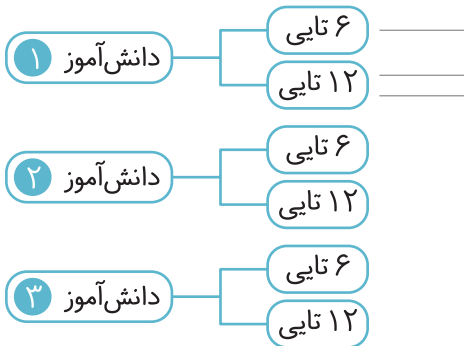 دانش‌آموز ۱
۶ تایی
۱۲ تایی
دانش‌آموز ۲
۶ تایی
۱۲ تایی
دانش‌آموز ۳
۶ تایی
۱۲ تایی